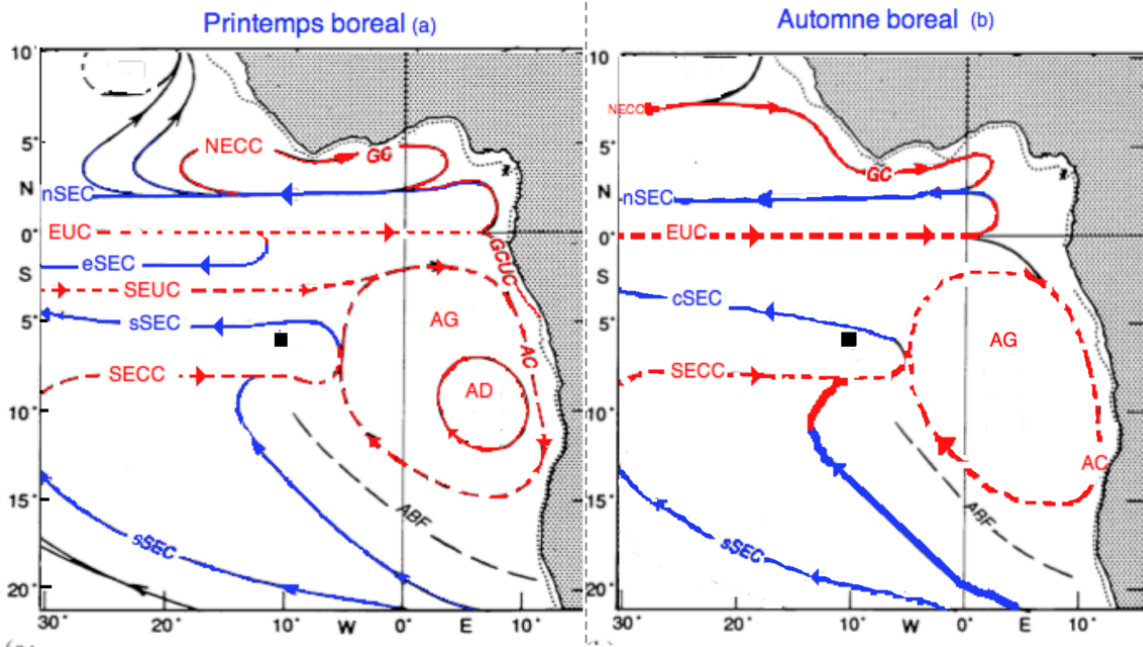 Printemps boreal (a)
Automne boreal (b)
10°
5°
N
0°
S
5°
10°
15°
20°
30
20
10
W
0°
E
10°
NECC
GC
nSEC
EUC
eSEC
GCUC
SEUC
sSEC
AG
AC
SECC
AD
ABF
sSEC
10°
5°
N
0°
S
5°
10°
15°
20°
30
20°
10°
W
0°
E
10°
NECC
GC
nSEC
EUC
cSEC
AG
SECC
AC
ABF
sSEC